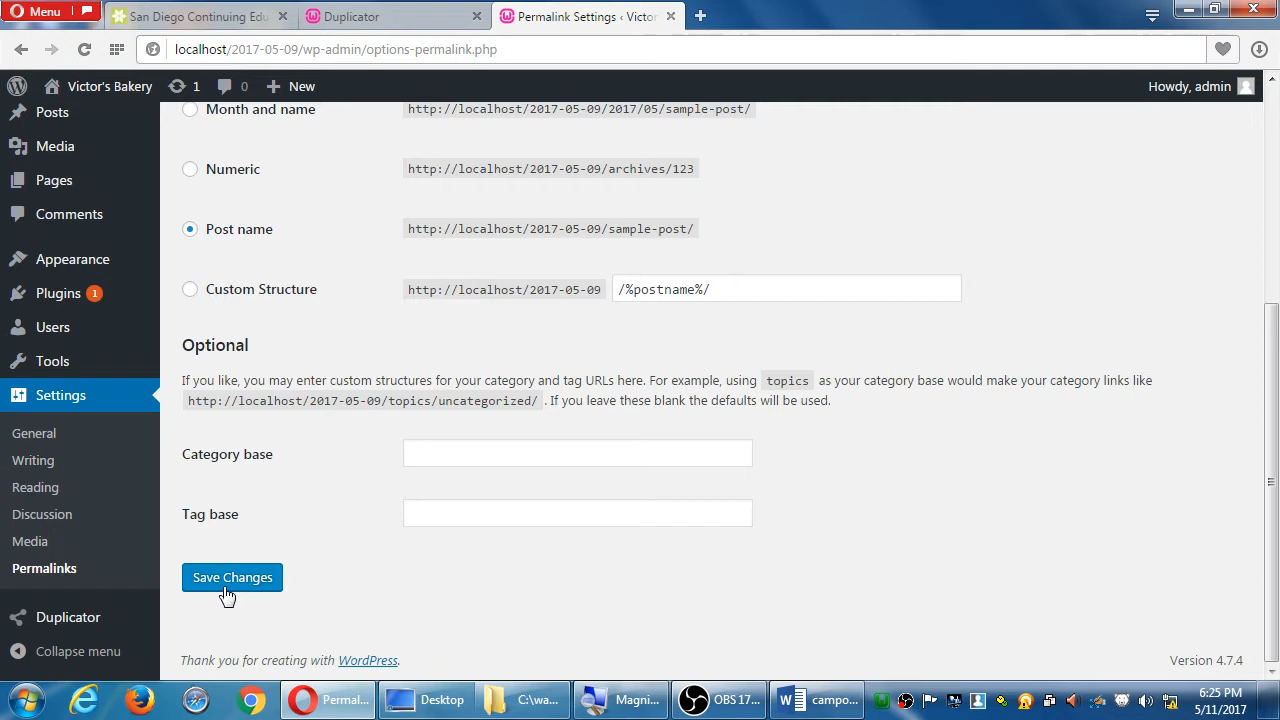 Menu
San Diego Continuing Edu
Duplicator
Permalink Settings ‹ Victor
localhost/2017-05-09/wp-admin/options-permalink.php
Victor's Bakery
1
0
New
Howdy, admin
Posts
Media
Pages
Comments
Appearance
Plugins 1
Users
Tools
Settings
General
Writing
Reading
Discussion
Media
Permalinks
Duplicator
Collapse menu
Month and name http://localhost/2017-05-09/2017/05/sample-post/
Numeric http://localhost/2017-05-09/archives/123
Post name http://localhost/2017-05-09/sample-post/
Custom Structure http://localhost/2017-05-09 /%postname%/
Optional
If you like, you may enter custom structures for your category and tag URLs here. For example, using topics as your category base would make your category links like
http://localhost/2017-05-09/topics/uncategorized/ . If you leave these blank the defaults will be used.
Category base
Tag base
Save Changes
Thank you for creating with WordPress.
Version 4.7.4
Permal...
Desktop
C:\wa...
Magni...
OBS 17...
campo...
6:25 PM
5/11/2017